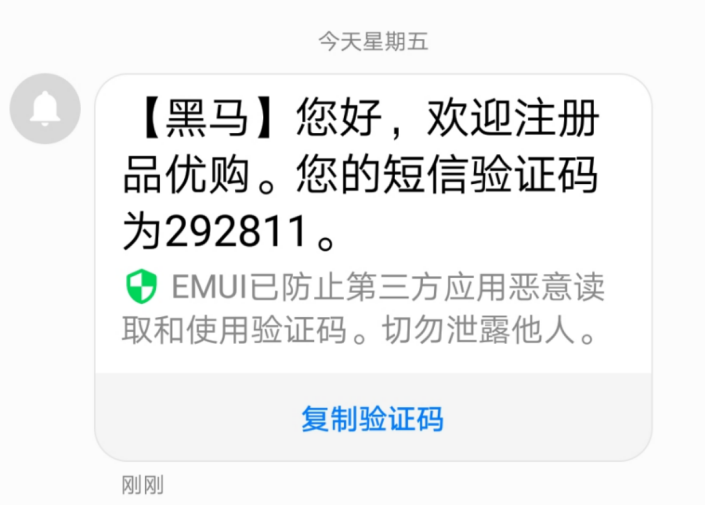 今天星期五
【黑马】您好，欢迎注册
品优购。您的短信验证码
为292811。
EMUI已防止第三方应用恶意读
取和使用验证码。切勿泄露他人。
复制验证码
刚刚